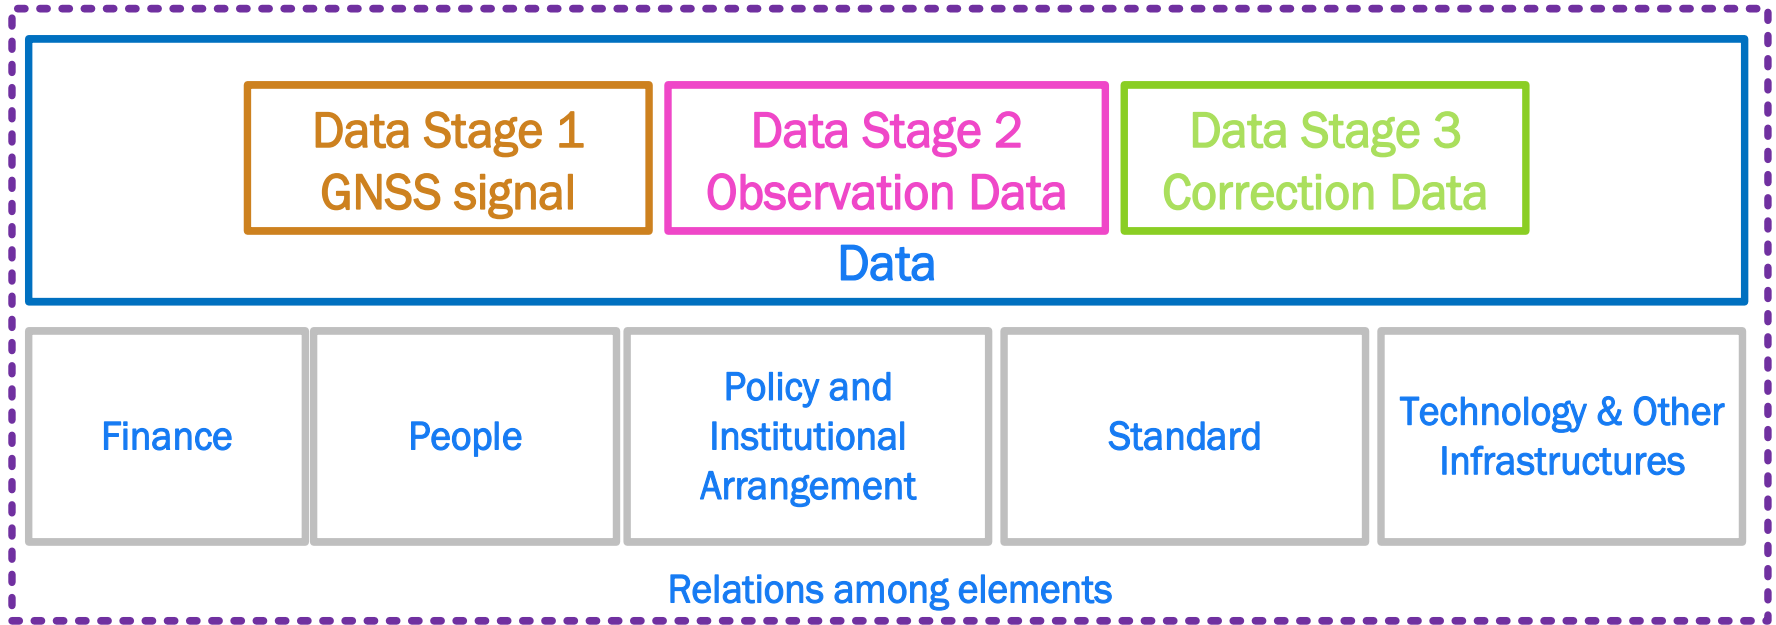 Data Stage 1
GNSS signal
Data Stage 2
Observation Data
Data Stage 3
Correction Data
Data
Finance
People
Policy and
Institutional
Arrangement
Standard
Technology & Other
Infrastructures
Relations among elements